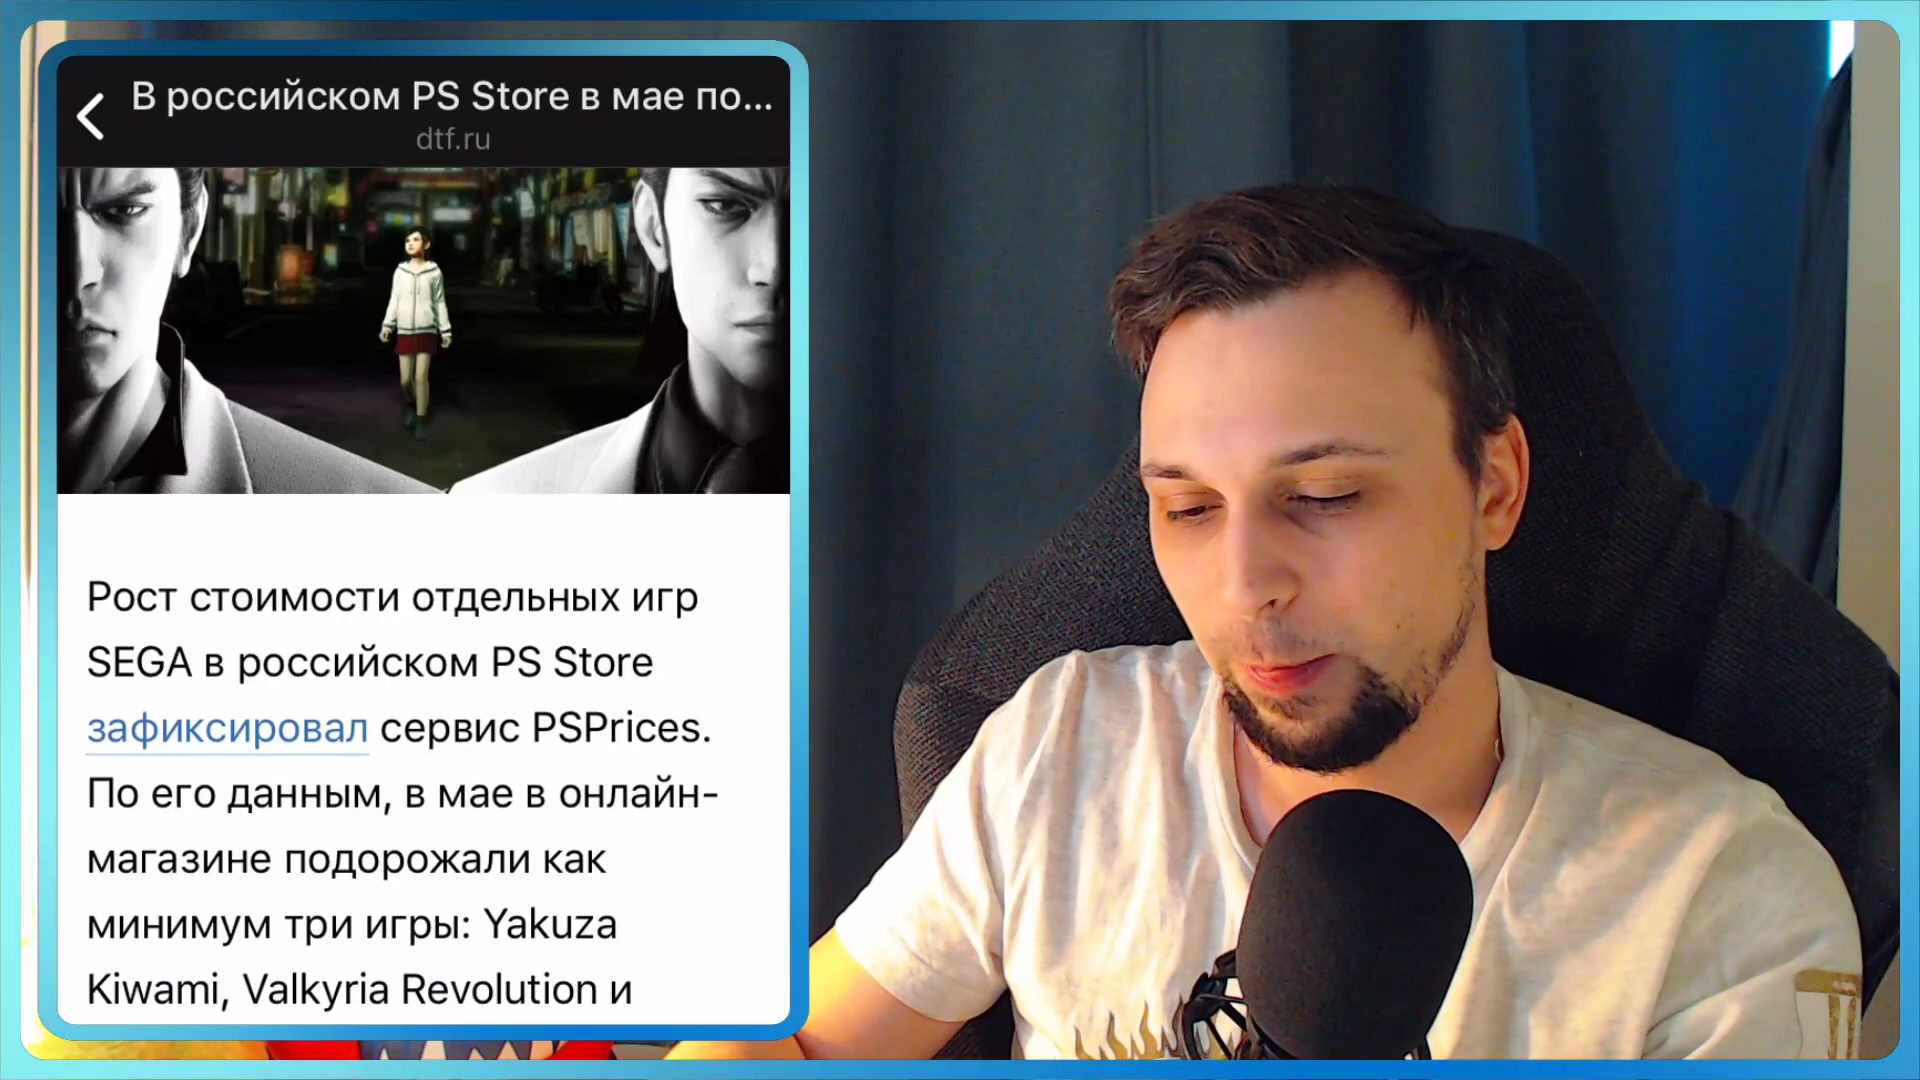 В российском PS Store в мае по...
dtf.ru
Рост стоимости отдельных игр
SEGA в российском PS Store
зафиксировал сервис PSPrices.
По его данным, в мае в онлайн-
магазине подорожали как
минимум три игры: Yakuza
Kiwami, Valkyria Revolution и